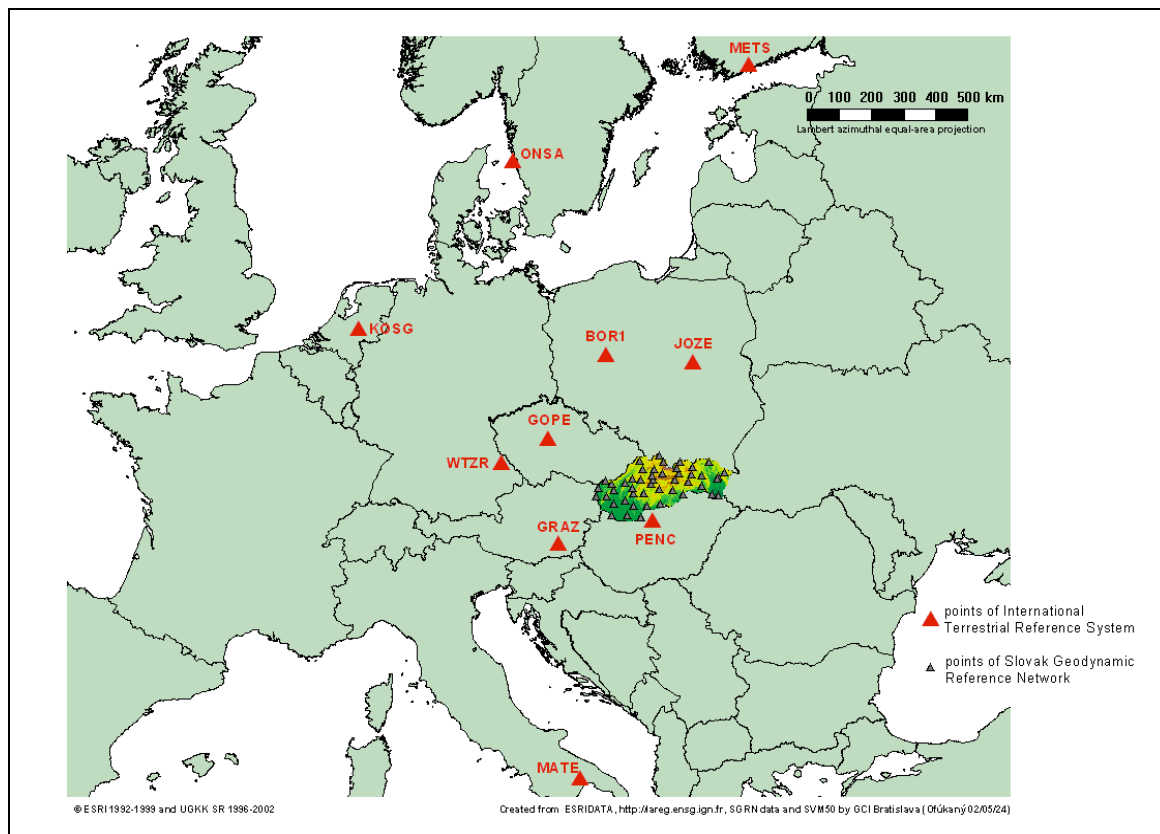 METS
0 100 200 300 400 500 km
Lambert azimuthal equal-area projection
ONSA
KOSG
BOR1
JOZE
GOPE
WTZR
GRAZ
PENC
points of International
Terrestrial Reference System
points of Slovak Geodynamic
Reference Network
MATE
© ESRI 1992-1999 and UGKK SR 1996-2002
Created from ESRIDATA, http://lareg.ensg.ign.fr, SGRN data and SVM50 by GCI Bratislava (Ofúkaný 02/05/24)